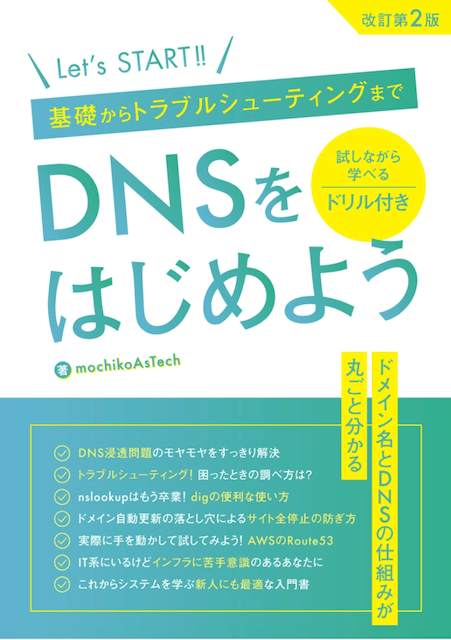 改訂第2版
Let's START!!
基礎からトラブルシューティングまで
DNSを
はじめよう
試しながら
学べる
ドリル付き
著 mochikoAsTech
ドメイン名とDNSの仕組みが
丸ごと分かる
DNS浸透問題のモヤモヤをすっきり解決
トラブルシューティング! 困ったときの調べ方は?
nslookupはもう卒業! digの便利な使い方
ドメイン自動更新の落とし穴によるサイト全停止の防ぎ方
実際に手を動かして試してみよう! AWSのRoute53
IT系にいるけどインフラに苦手意識のあるあなたに
これからシステムを学ぶ新人にも最適な入門書